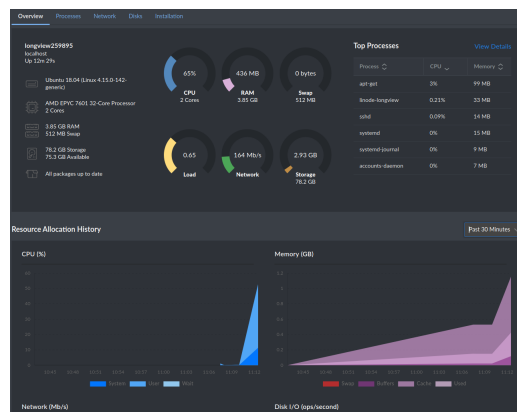 Overview Processes Network Disks Installation
longview259895
localhost
Up 12m 29s
Ubuntu 18.04 (Linux 4.15.0-142-
generic)
AMD EPYC 7601 32-Core Processor
2 Cores
3.85 GB RAM
512 MB Swap
78.2 GB Storage
75.3 GB Available
All packages up to date
65%
CPU
2 Cores
436 MB
RAM
3.85 GB
0 bytes
Swap
512 MB
0.65
Load
164 Mb/s
Network
2.93 GB
Storage
78.2 GB
Top Processes View Details
Process CPU Memory
apt-get 3% 99 MB
linode-longview 0.21% 33 MB
sshd 0.09% 14 MB
systemd 0% 15 MB
systemd-journal 0% 9 MB
accounts-daemon 0% 7 MB
Resource Allocation History Past 30 Minutes
CPU (%)
System User Wait
Memory (GB)
Swap Buffers Cache Used
Network (Mb/s) Disk I/O (ops/second)